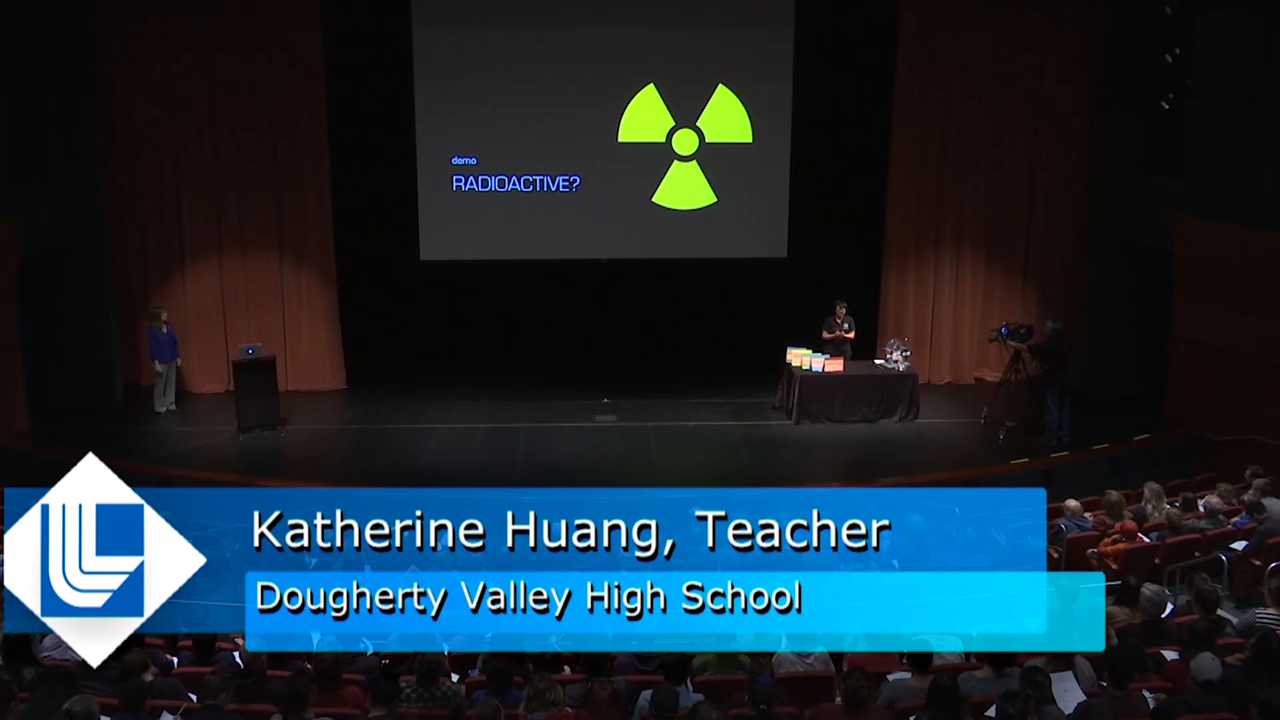 demo
RADIOACTIVE?
Katherine Huang, Teacher
Dougherty Valley High School